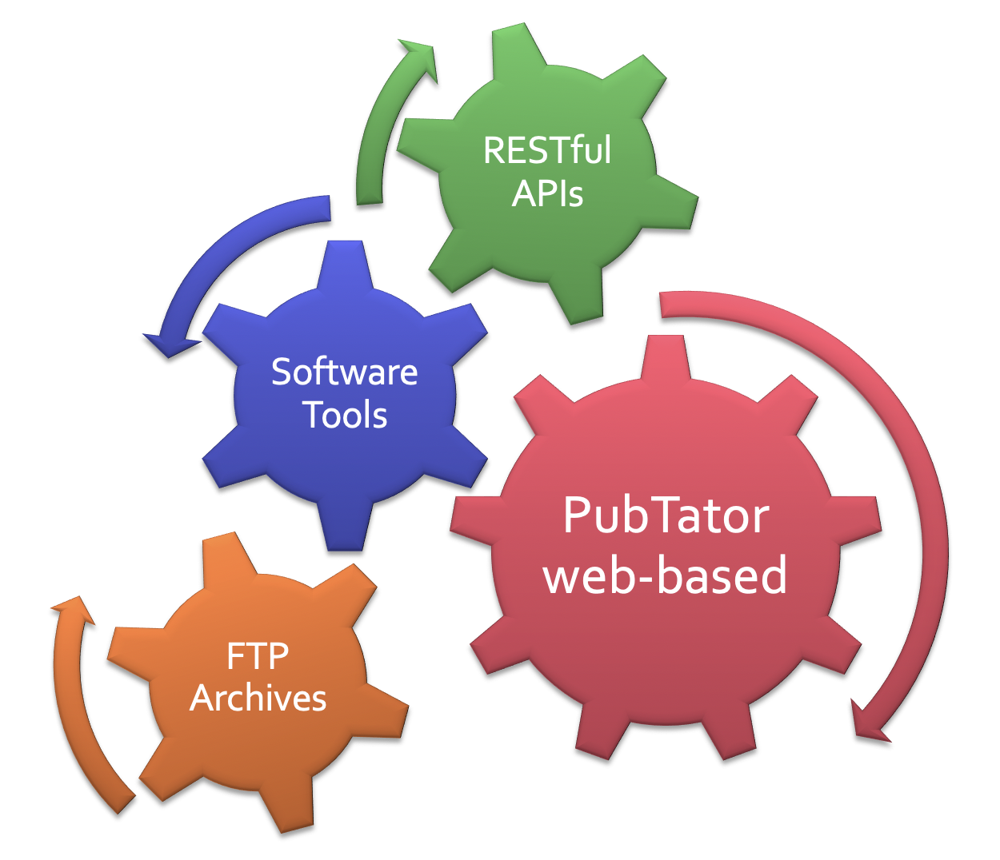 RESTful
APIs
Software
Tools
PubTator
web-based
FTP
Archives